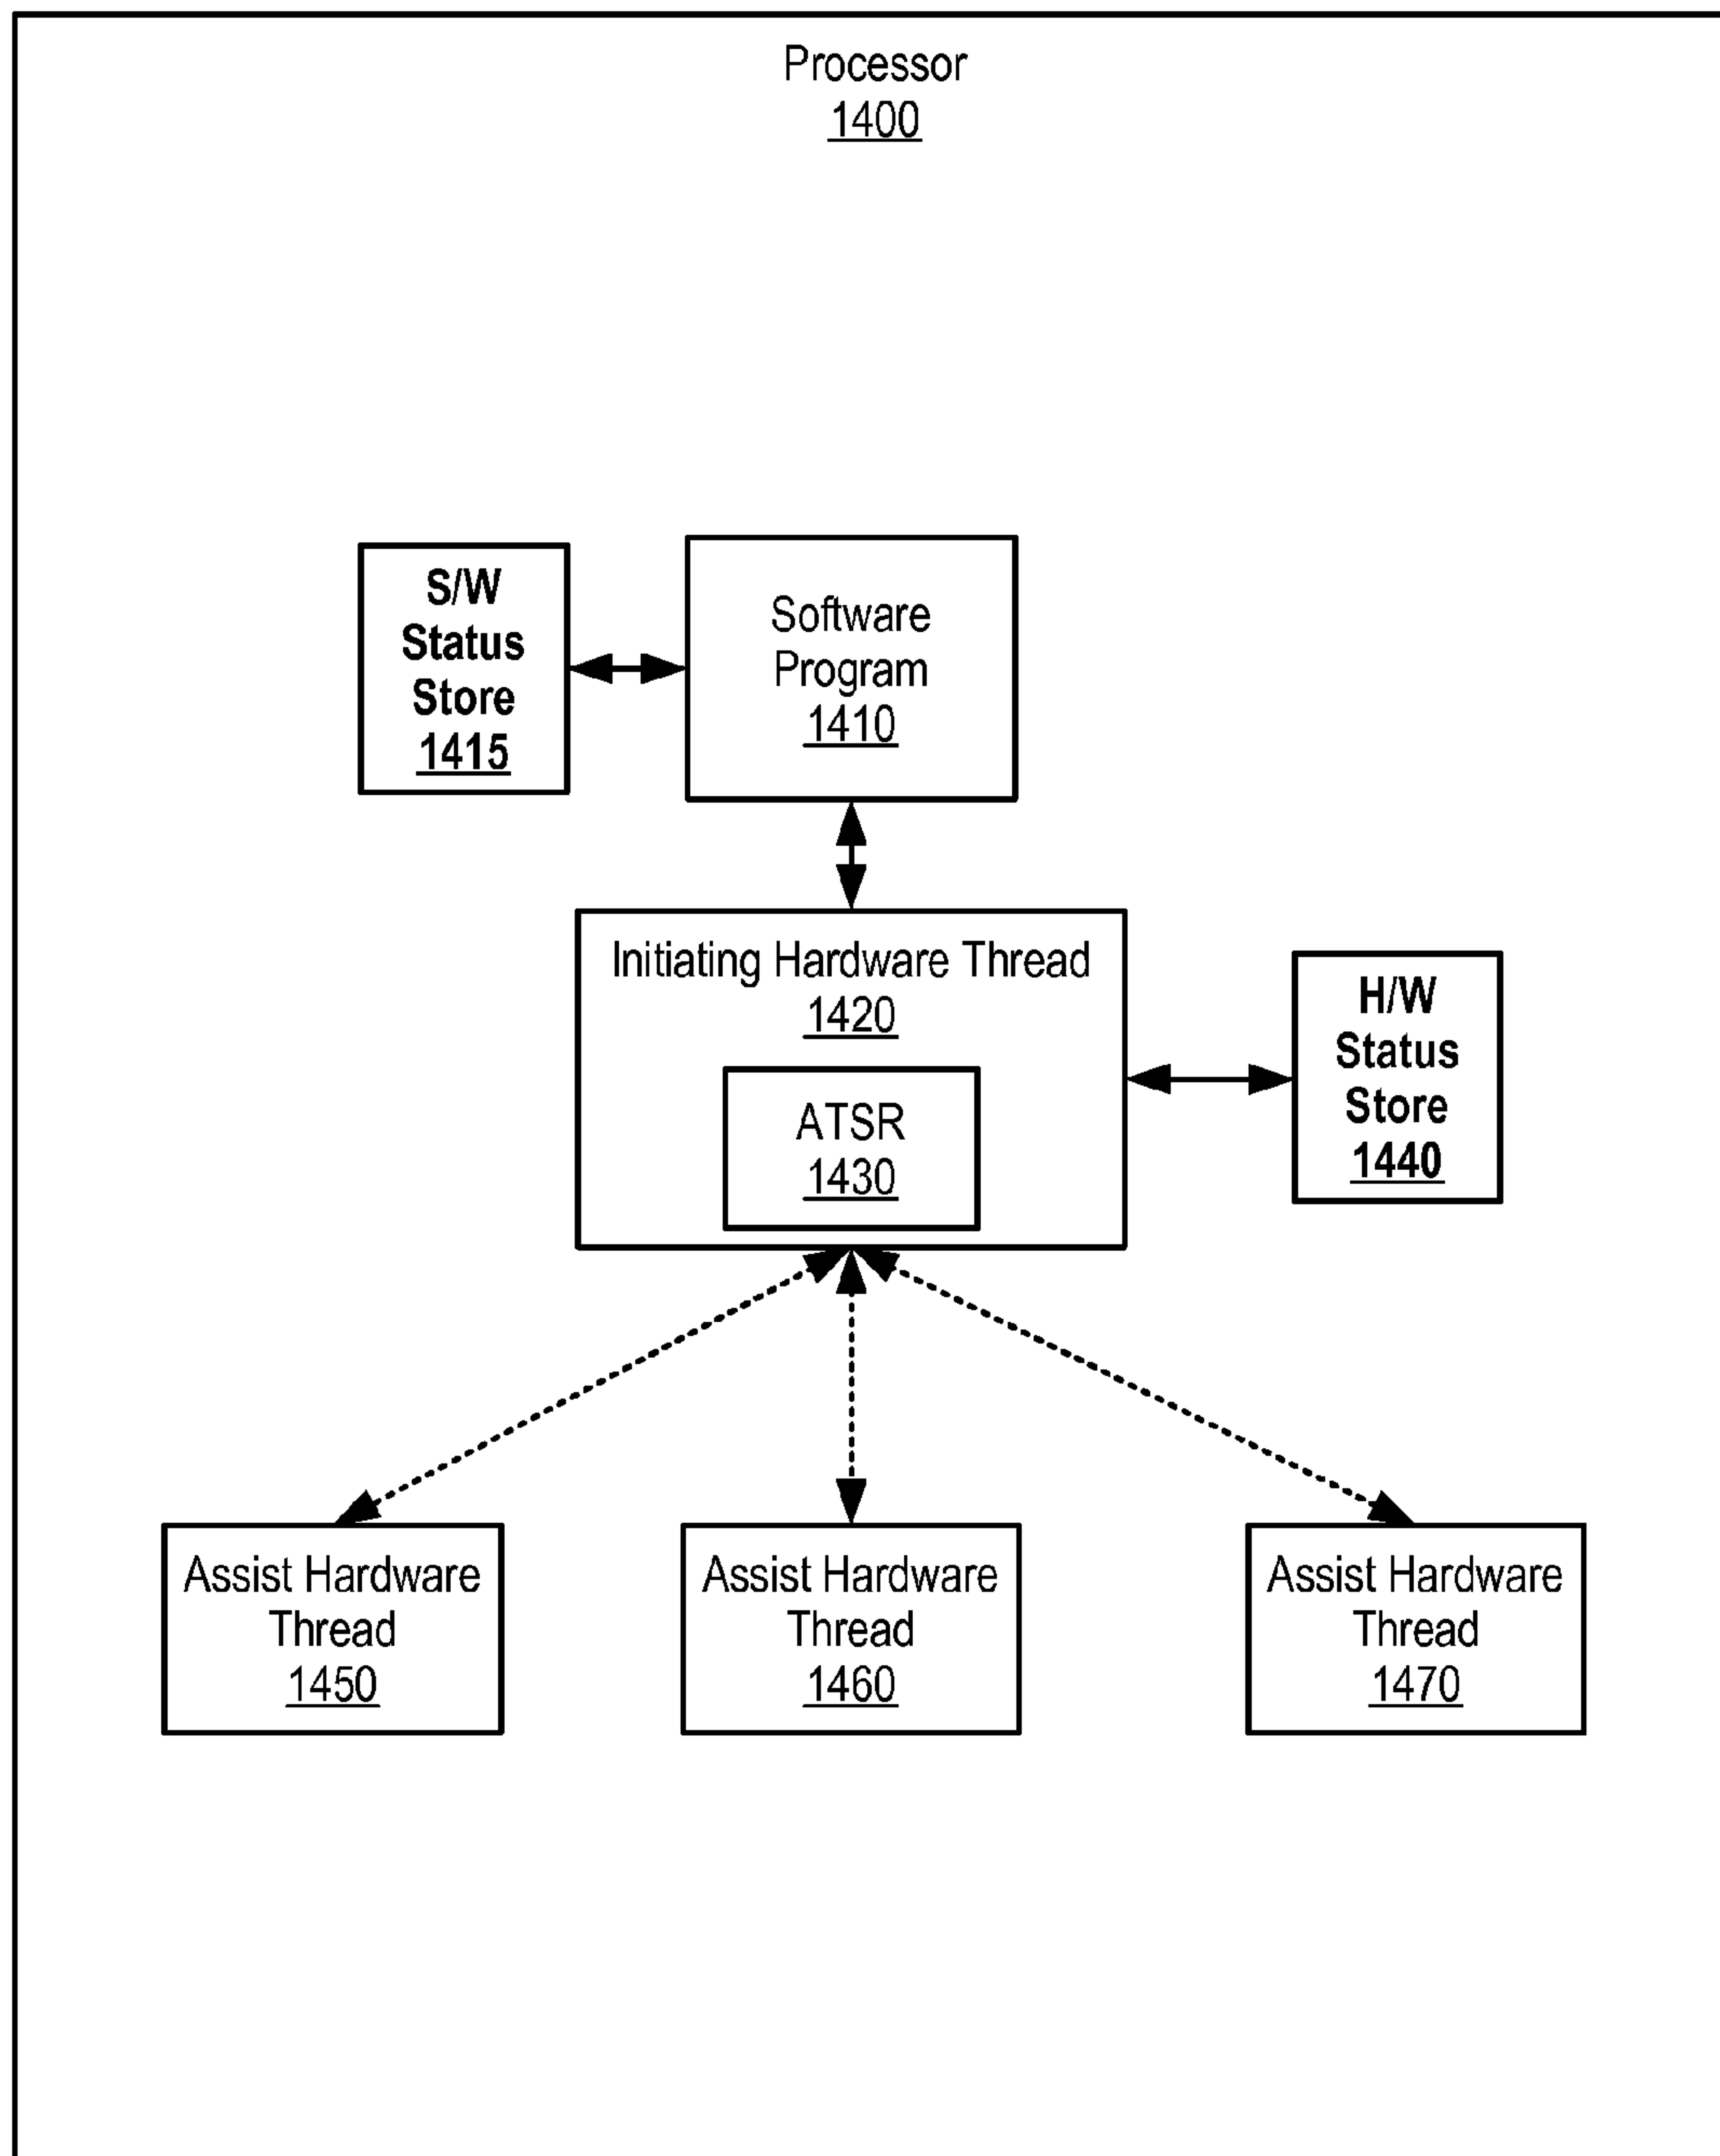 Processor
1400
S/W
Status
Store
1415
Software
Program
1410
Initiating Hardware Thread
1420
ATSR
1430
H/W
Status
Store
1440
Assist Hardware
Thread
1450
Assist Hardware
Thread
1460
Assist Hardware
Thread
1470